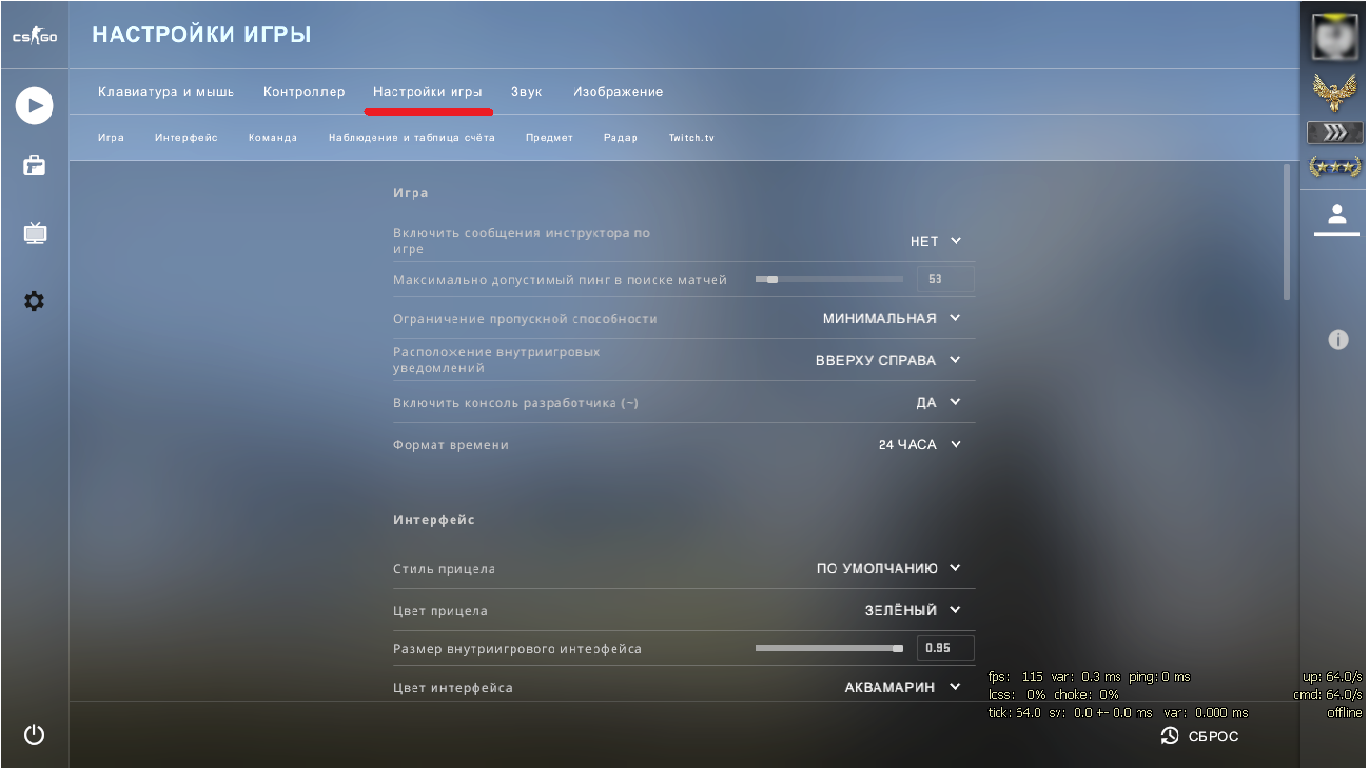 CS GO
НАСТРОЙКИ ИГРЫ
Клавиатура и мышь Контроллер Настройки игры Звук Изображение
Игра Интерфейс Команда Наблюдение и таблица счёта Предмет Радар Twitch.tv
Игра
Включить сообщения инструктора по
игре
НЕТ
Максимально допустимый пинг в поиске матчей 53
Ограничение пропускной способности МИНИМАЛЬНАЯ
Расположение внутриигровых
уведомлений
ВВЕРХУ СПРАВА
Включить консоль разработчика (~) ДА
Формат времени 24 ЧАСА
Интерфейс
Стиль прицела ПО УМОЛЧАНИЮ
Цвет прицела ЗЕЛЁНЫЙ
Размер внутриигрового интерфейса 0.95
Цвет интерфейса АКВАМАРИН
fps: 115 var: 0.3 ms ping: 0 ms up: 64.0/s
loss: 0% choke: 0% cmd: 64.0/s
tick: 64.0 sv: 0.0 +- 0.0 ms var: 0.000 ms offline
СБРОС